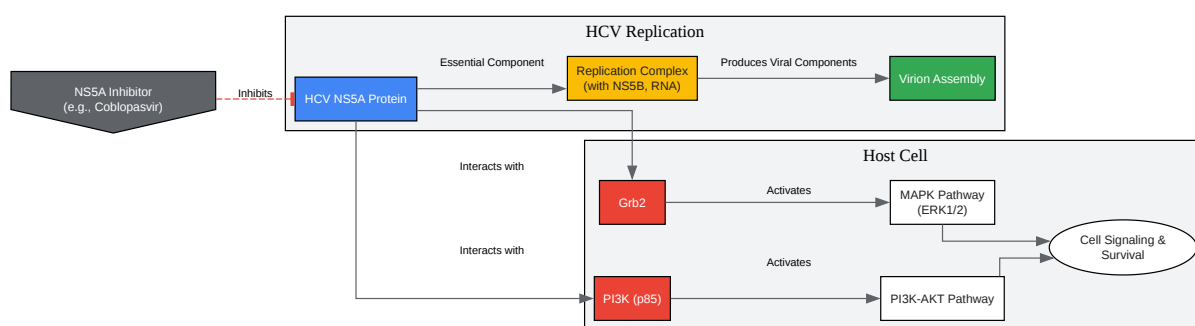 HCV Replication
NS5A Inhibitor
(e.g., Coblopasvir)
Inhibits
HCV NS5A Protein
Essential Component
Replication Complex
(with NS5B, RNA)
Produces Viral Components
Virion Assembly
Host Cell
Interacts with
Grb2
Activates
MAPK Pathway
(ERK1/2)
Cell Signaling &
Survival
Interacts with
PI3K (p85)
Activates
PI3K-AKT Pathway